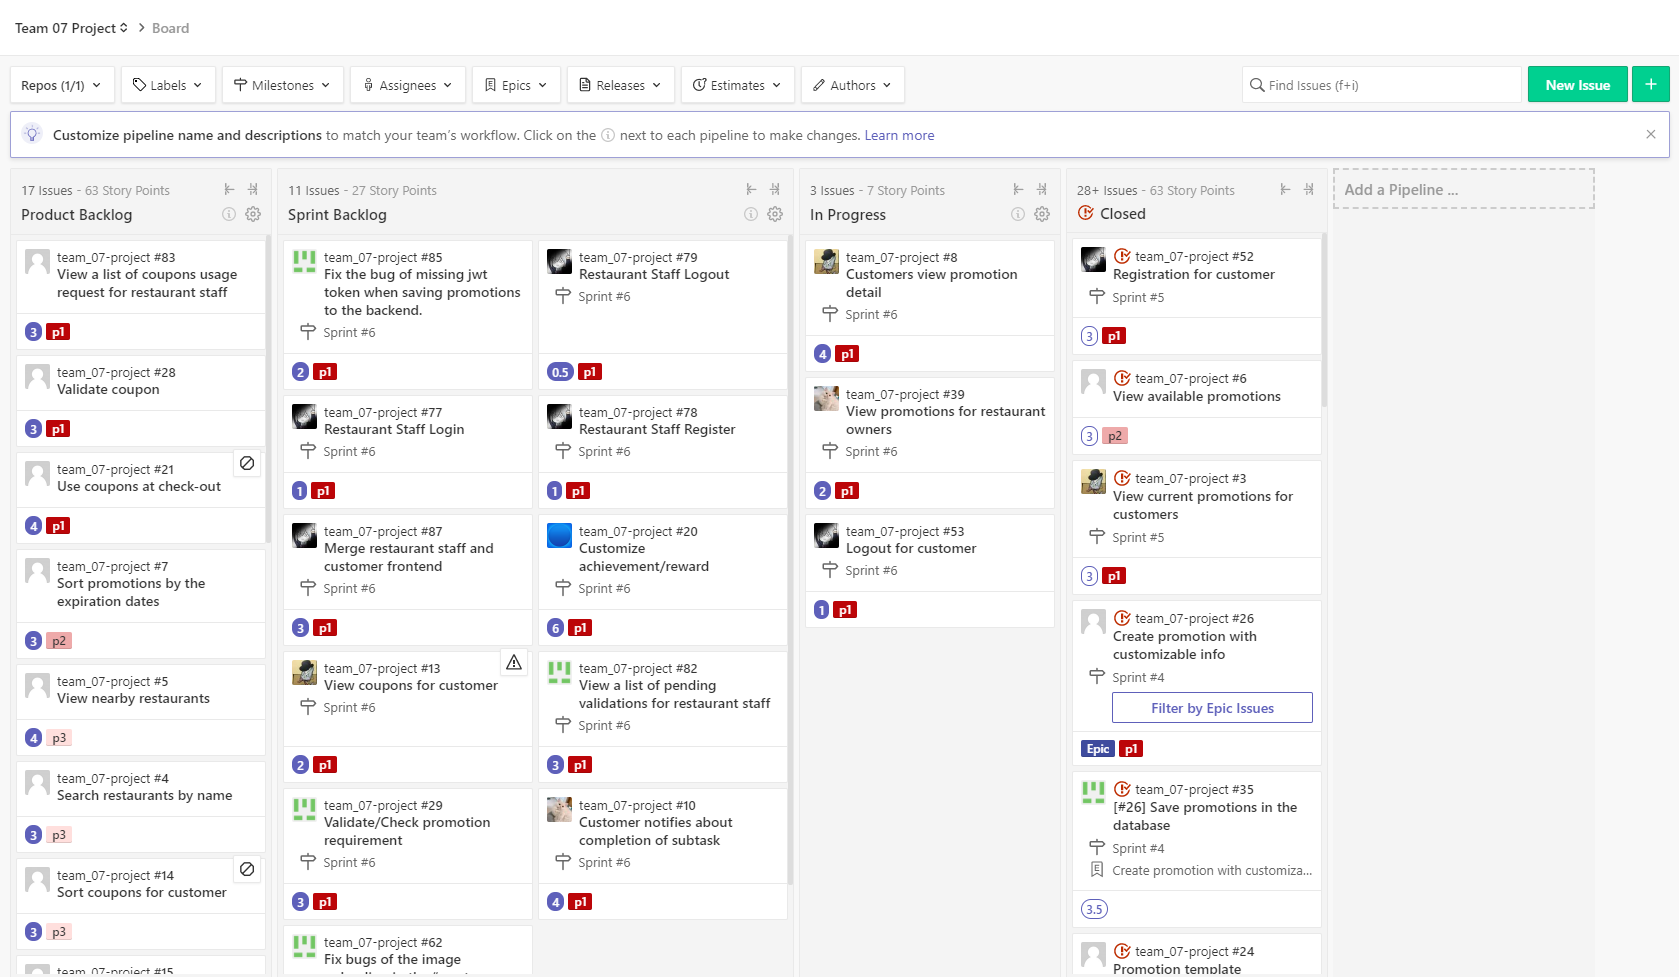 Team 07 Project
Board
Repos (1/1)
Labels
Milestones
Assignees
Epics
Releases
Estimates
Authors
Find Issues (f+i)
New Issue
+
Customize pipeline name and descriptions to match your team's workflow. Click on the ⓘ next to each pipeline to make changes. Learn more
17 Issues - 63 Story Points
Product Backlog
team_07-project #83
View a list of coupons usage
request for restaurant staff
3 p1
team_07-project #28
Validate coupon
3 p1
team_07-project #21
Use coupons at check-out
4 p1
team_07-project #7
Sort promotions by the
expiration dates
3 p2
team_07-project #5
View nearby restaurants
4 p3
team_07-project #4
Search restaurants by name
3 p3
team_07-project #14
Sort coupons for customer
3 p3
team_07-project #15
11 Issues - 27 Story Points
Sprint Backlog
team_07-project #85
Fix the bug of missing jwt
token when saving promotions
to the backend.
Sprint #6
2 p1
team_07-project #77
Restaurant Staff Login
Sprint #6
1 p1
team_07-project #87
Merge restaurant staff and
customer frontend
Sprint #6
3 p1
team_07-project #13
View coupons for customer
Sprint #6
2 p1
team_07-project #29
Validate/Check promotion
requirement
Sprint #6
3 p1
team_07-project #62
Fix bugs of the image
team_07-project #79
Restaurant Staff Logout
Sprint #6
0.5 p1
team_07-project #78
Restaurant Staff Register
Sprint #6
1 p1
team_07-project #20
Customize
achievement/reward
Sprint #6
6 p1
team_07-project #82
View a list of pending
validations for restaurant staff
Sprint #6
3 p1
team_07-project #10
Customer notifies about
completion of subtask
Sprint #6
4 p1
3 Issues - 7 Story Points
In Progress
team_07-project #8
Customers view promotion
detail
Sprint #6
4 p1
team_07-project #39
View promotions for restaurant
owners
Sprint #6
2 p1
team_07-project #53
Logout for customer
Sprint #6
1 p1
28+ Issues - 63 Story Points
Closed
team_07-project #52
Registration for customer
Sprint #5
3 p1
team_07-project #6
View available promotions
3 p2
team_07-project #3
View current promotions for
customers
Sprint #5
3 p1
team_07-project #26
Create promotion with
customizable info
Sprint #4
Filter by Epic Issues
Epic p1
team_07-project #35
[#26] Save promotions in the
database
Sprint #4
Create promotion with customiza...
3.5
team_07-project #24
Promotion template
Add a Pipeline ...